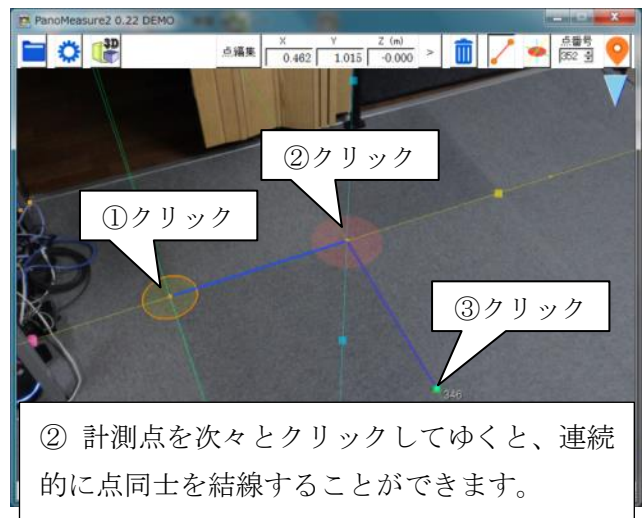 PanoMeasure2 0.22 DEMO
3D
点編集
X Y Z (m)
0.462 1.015 -0.000 >
点番号
352
②クリック
①クリック
③クリック
346
② 計測点を次々とクリックしてゆくと、連続
的に点同士を結線することができます。